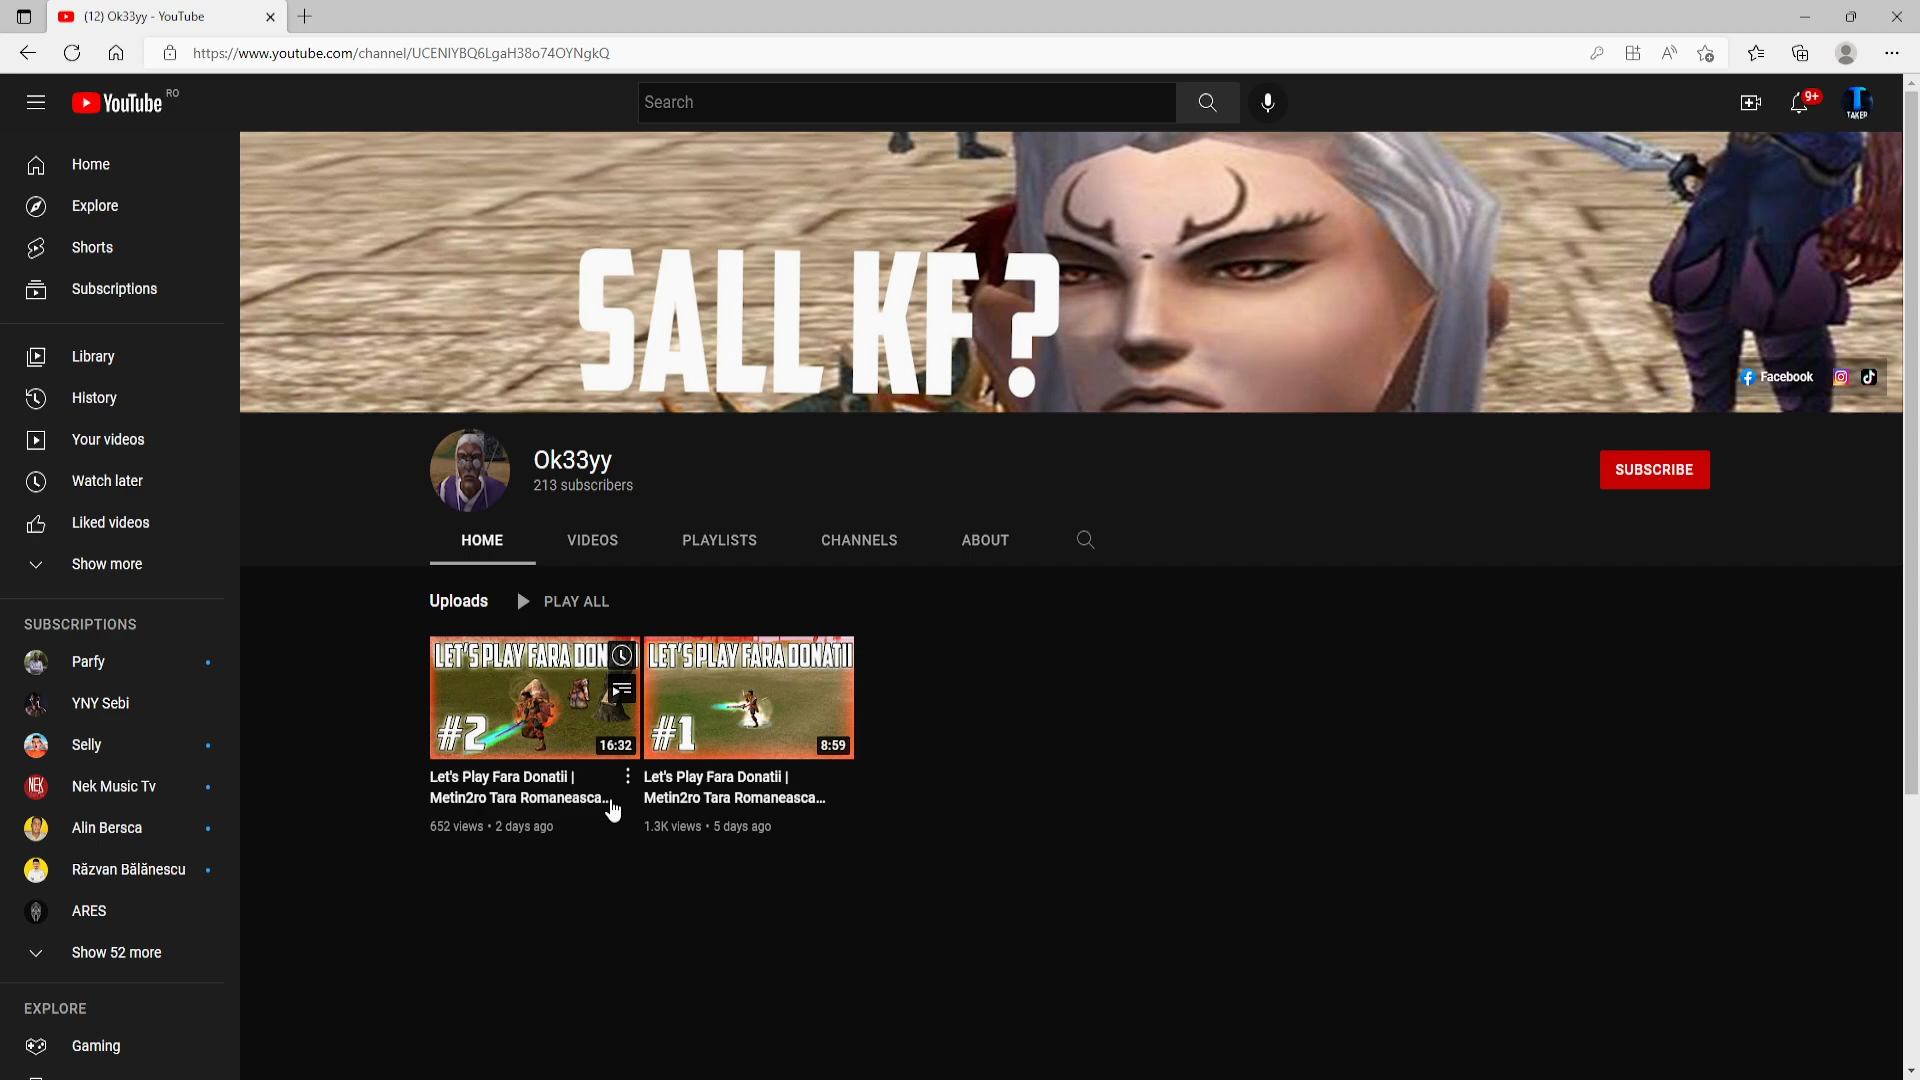 (12) Ok33yy - YouTube
https://www.youtube.com/channel/UCENIYBQ6LgaH38o74OYNgkQ
YouTube RO
Search
9+
TAKER
Home
Explore
Shorts
Subscriptions
Library
History
Your videos
Watch later
Liked videos
Show more
SUBSCRIPTIONS
Parfy
YNY Sebi
Selly
Nek Music Tv
Alin Bersca
Răzvan Bălănescu
ARES
Show 52 more
EXPLORE
Gaming
SALL KF?
Facebook
Ok33yy
213 subscribers
SUBSCRIBE
HOME
VIDEOS
PLAYLISTS
CHANNELS
ABOUT
Uploads
PLAY ALL
LET'S PLAY FARA DON
#2
16:32
Let's Play Fara Donatii |
Metin2ro Tara Romaneasca...
652 views • 2 days ago
LET'S PLAY FARA DONATII
#1
8:59
Let's Play Fara Donatii |
Metin2ro Tara Romaneasca...
1.3K views • 5 days ago